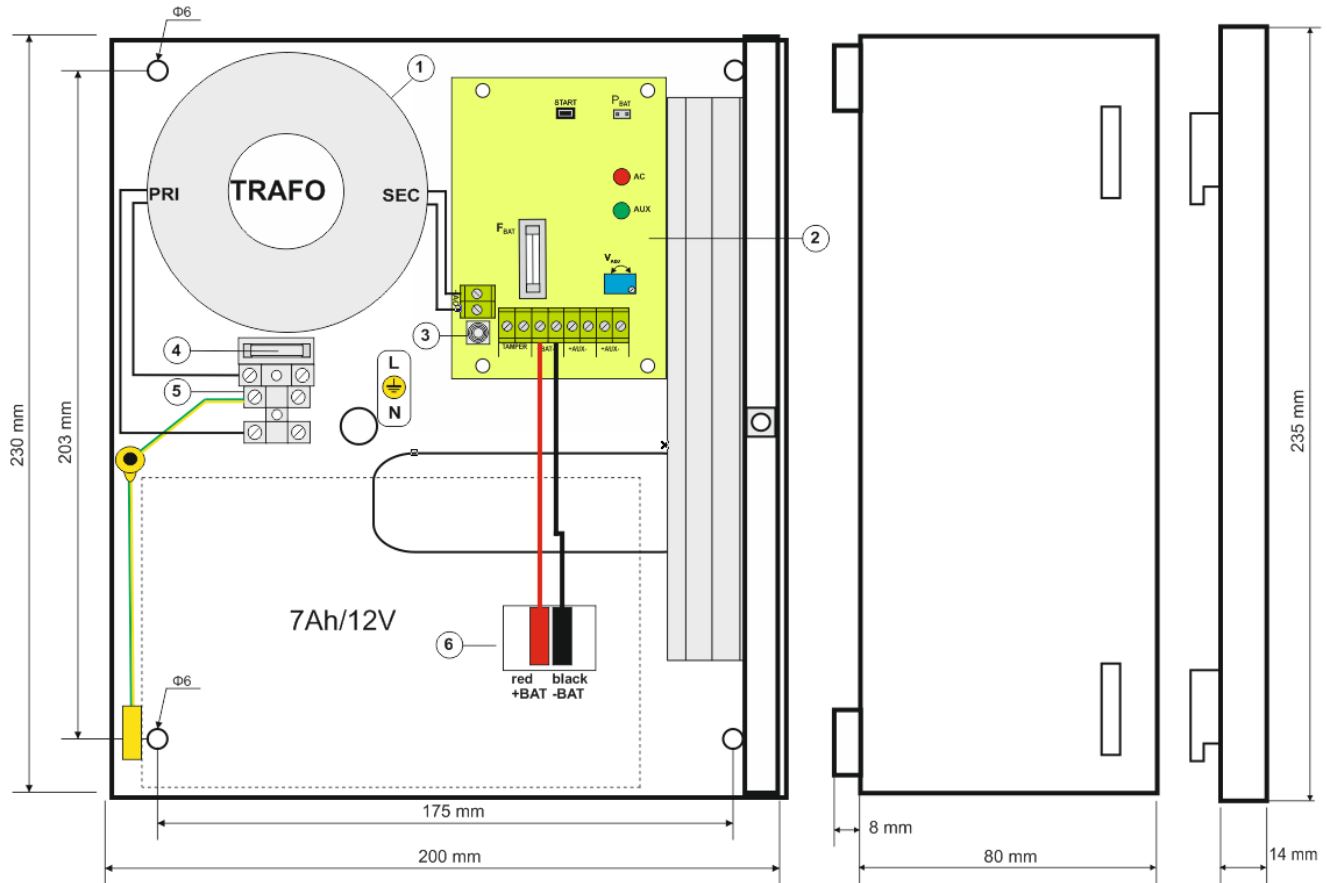 Φ6
1
START
PBAT
TRAFO
PRI
SEC
AC
AUX
FBAT
2
VADJ
~AC~
3
TAMPER
+BAT-
+AUX-
+AUX-
4
5
L
N
230 mm
203 mm
235 mm
7Ah/12V
6
red black
+BAT -BAT
Φ6
175 mm
200 mm
8 mm
80 mm
14 mm